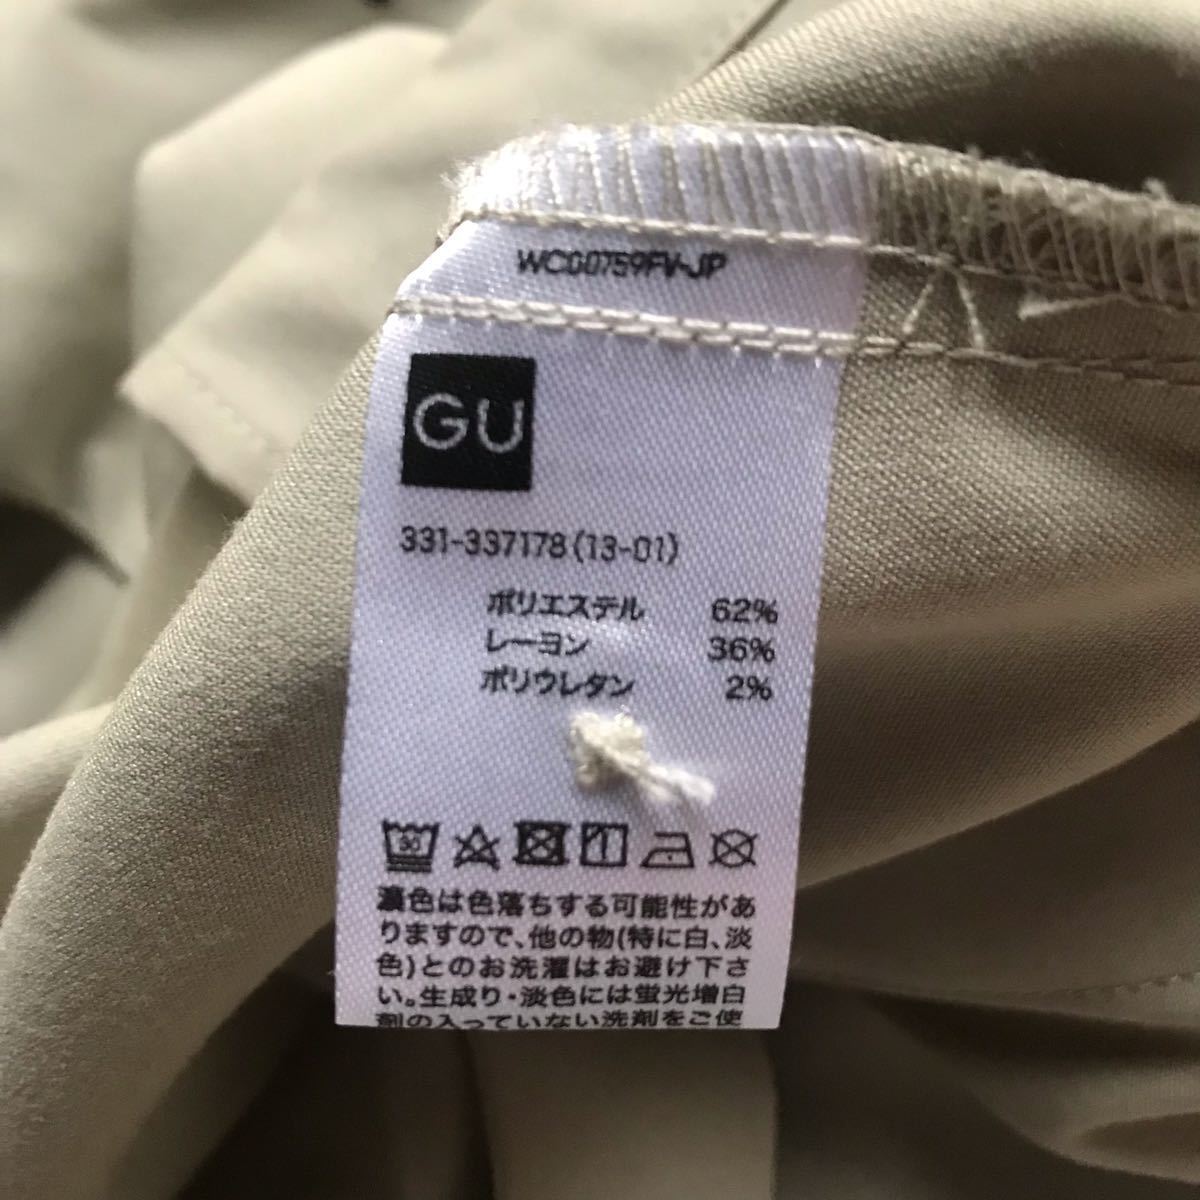 WC00759FV-JP
GU
331-337178(13-01)
ポリエステル 62%
レーヨン 36%
ポリウレタン 2%
30
濃色は色落ちする可能性があ
りますので、他の物(特に白、淡
色)とのお洗濯はお避け下さ
い。生成り・淡色には蛍光増白
剤の入っていない洗剤をご使